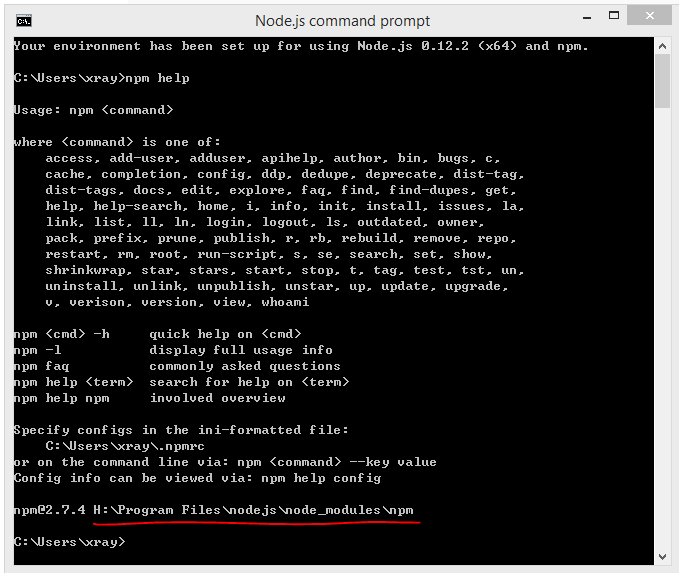 Node.js command prompt
Your environment has been set up for using Node.js 0.12.2 (x64) and npm.
C:\Users\xray>npm help
Usage: npm <command>
where <command> is one of:
    access, add-user, adduser, apihelp, author, bin, bugs, c,
    cache, completion, config, ddp, dedupe, deprecate, dist-tag,
    dist-tags, docs, edit, explore, faq, find, find-dupes, get,
    help, help-search, home, i, info, init, install, issues, la,
    link, list, ll, ln, login, logout, ls, outdated, owner,
    pack, prefix, prune, publish, r, rb, rebuild, remove, repo,
    restart, rm, root, run-script, s, se, search, set, show,
    shrinkwrap, star, stars, start, stop, t, tag, test, tst, un,
    uninstall, unlink, unpublish, unstar, up, update, upgrade,
    v, verison, version, view, whoami
npm <cmd> -h     quick help on <cmd>
npm -l           display full usage info
npm faq          commonly asked questions
npm help <term>  search for help on <term>
npm help npm     involved overview
Specify configs in the ini-formatted file:
    C:\Users\xray\.npmrc
or on the command line via: npm <command> --key value
Config info can be viewed via: npm help config
npm@2.7.4 H:\Program Files\nodejs\node_modules\npm
C:\Users\xray>